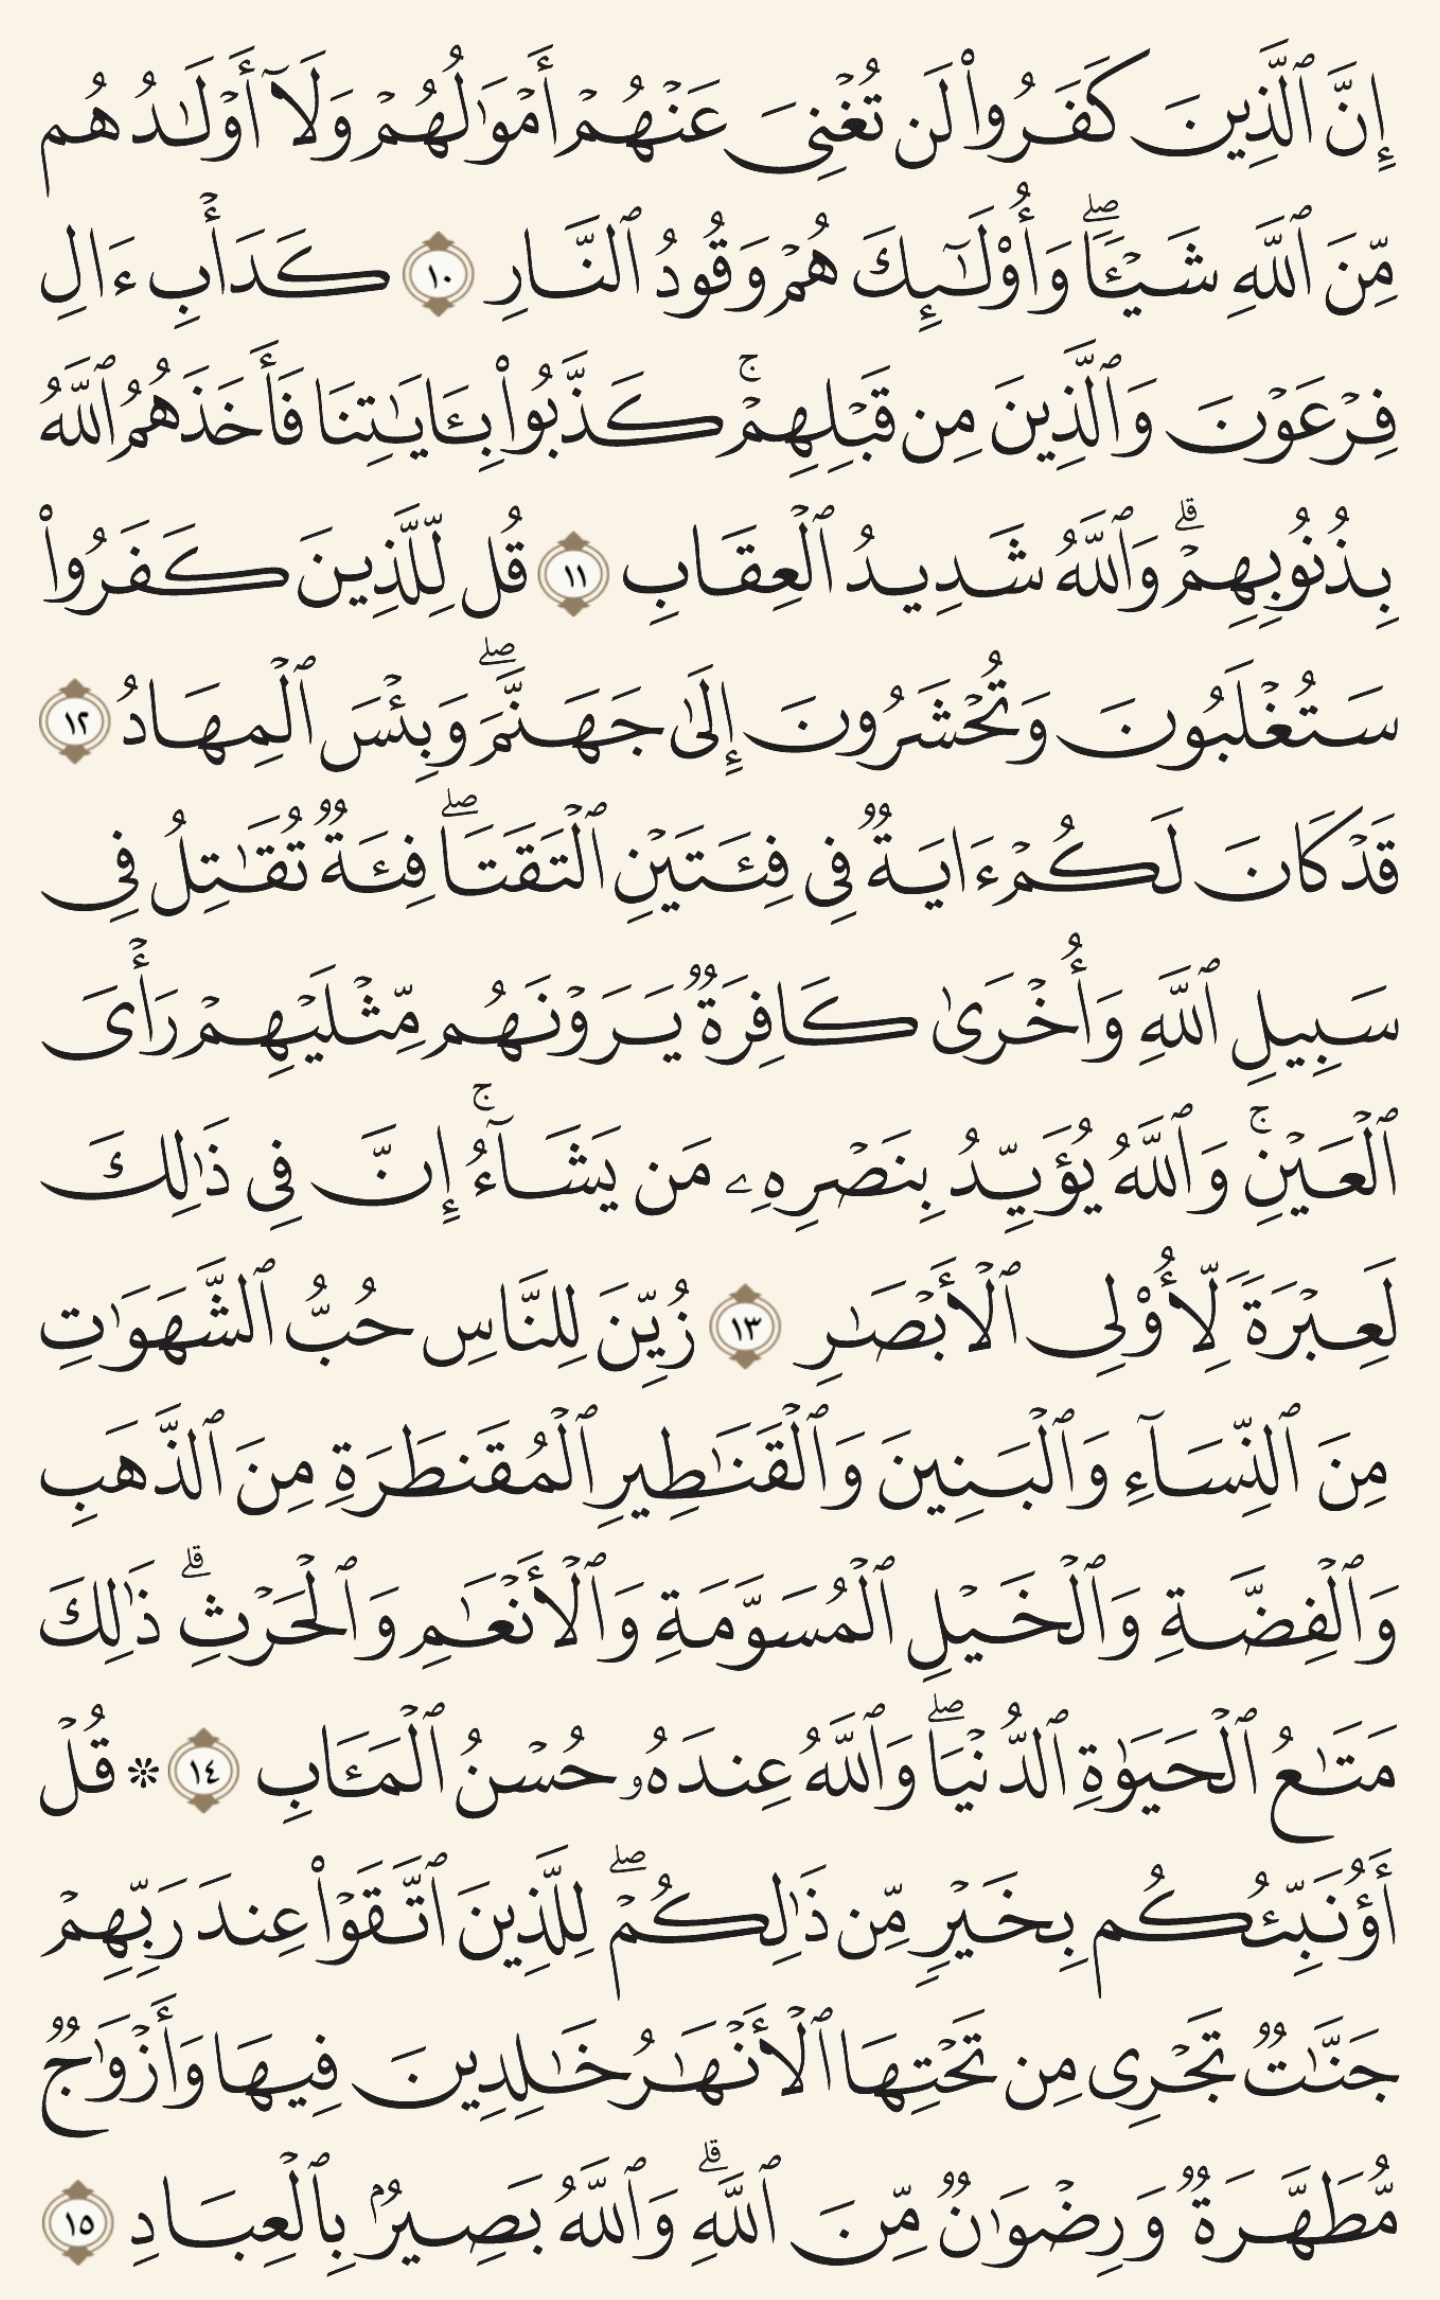 إِنَّ ٱلَّذِينَ كَفَرُوا۟ لَن تُغْنِىَ عَنْهُمْ أَمْوَٰلُهُمْ وَلَآ أَوْلَـٰدُهُم
مِّنَ ٱللَّهِ شَيْـًٔا ۖ وَأُو۟لَـٰٓئِكَ هُمْ وَقُودُ ٱلنَّارِ ١٠ كَدَأْبِ ءَالِ
فِرْعَوْنَ وَٱلَّذِينَ مِن قَبْلِهِمْ ۚ كَذَّبُوا۟ بِـَٔايَـٰتِنَا فَأَخَذَهُمُ ٱللَّهُ
بِذُنُوبِهِمْ ۗ وَٱللَّهُ شَدِيدُ ٱلْعِقَابِ ١١ قُل لِّلَّذِينَ كَفَرُوا۟
سَتُغْلَبُونَ وَتُحْشَرُونَ إِلَىٰ جَهَنَّمَ ۖ وَبِئْسَ ٱلْمِهَادُ ١٢
قَدْ كَانَ لَكُمْ ءَايَةٌ فِى فِئَتَيْنِ ٱلْتَقَتَا ۖ فِئَةٌ تُقَـٰتِلُ فِى
سَبِيلِ ٱللَّهِ وَأُخْرَىٰ كَافِرَةٌ يَرَوْنَهُم مِّثْلَيْهِمْ رَأْىَ
ٱلْعَيْنِ ۚ وَٱللَّهُ يُؤَيِّدُ بِنَصْرِهِۦ مَن يَشَآءُ ۚ إِنَّ فِى ذَٰلِكَ
لَعِبْرَةً لِّأُو۟لِى ٱلْأَبْصَـٰرِ ١٣ زُيِّنَ لِلنَّاسِ حُبُّ ٱلشَّهَوَٰتِ
مِنَ ٱلنِّسَآءِ وَٱلْبَنِينَ وَٱلْقَنَـٰطِيرِ ٱلْمُقَنطَرَةِ مِنَ ٱلذَّهَبِ
وَٱلْفِضَّةِ وَٱلْخَيْلِ ٱلْمُسَوَّمَةِ وَٱلْأَنْعَـٰمِ وَٱلْحَرْثِ ۗ ذَٰلِكَ
مَتَـٰعُ ٱلْحَيَوٰةِ ٱلدُّنْيَا ۖ وَٱللَّهُ عِندَهُۥ حُسْنُ ٱلْمَـَٔابِ ١٤ ۞ قُلْ
أَؤُنَبِّئُكُم بِخَيْرٍ مِّن ذَٰلِكُمْ ۖ لِلَّذِينَ ٱتَّقَوْا۟ عِندَ رَبِّهِمْ
جَنَّـٰتٌ تَجْرِى مِن تَحْتِهَا ٱلْأَنْهَـٰرُ خَـٰلِدِينَ فِيهَا وَأَزْوَٰجٌ
مُّطَهَّرَةٌ وَرِضْوَٰنٌ مِّنَ ٱللَّهِ ۗ وَٱللَّهُ بَصِيرٌۢ بِٱلْعِبَادِ ١٥